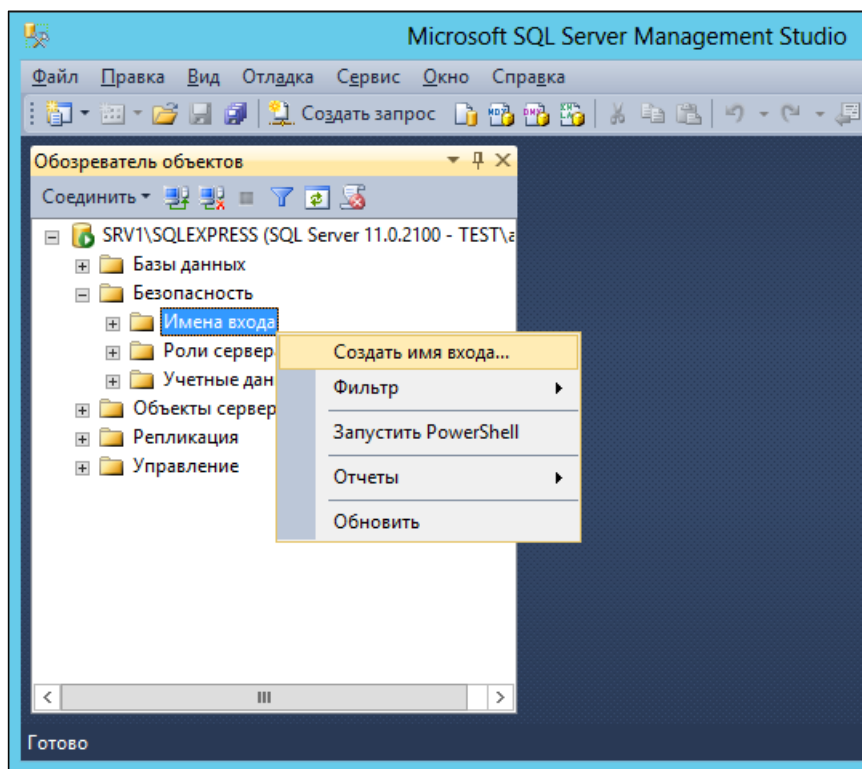 Microsoft SQL Server Management Studio
Файл Правка Вид Отладка Сервис Окно Справка
Создать запрос
Обозреватель объектов
Соединить
SRV1\SQLEXPRESS (SQL Server 11.0.2100 - TEST\a
Базы данных
Безопасность
Имена входа
Роли сервер
Учетные дан
Объекты сервер
Репликация
Управление
Создать имя входа...
Фильтр
Запустить PowerShell
Отчеты
Обновить
Готово